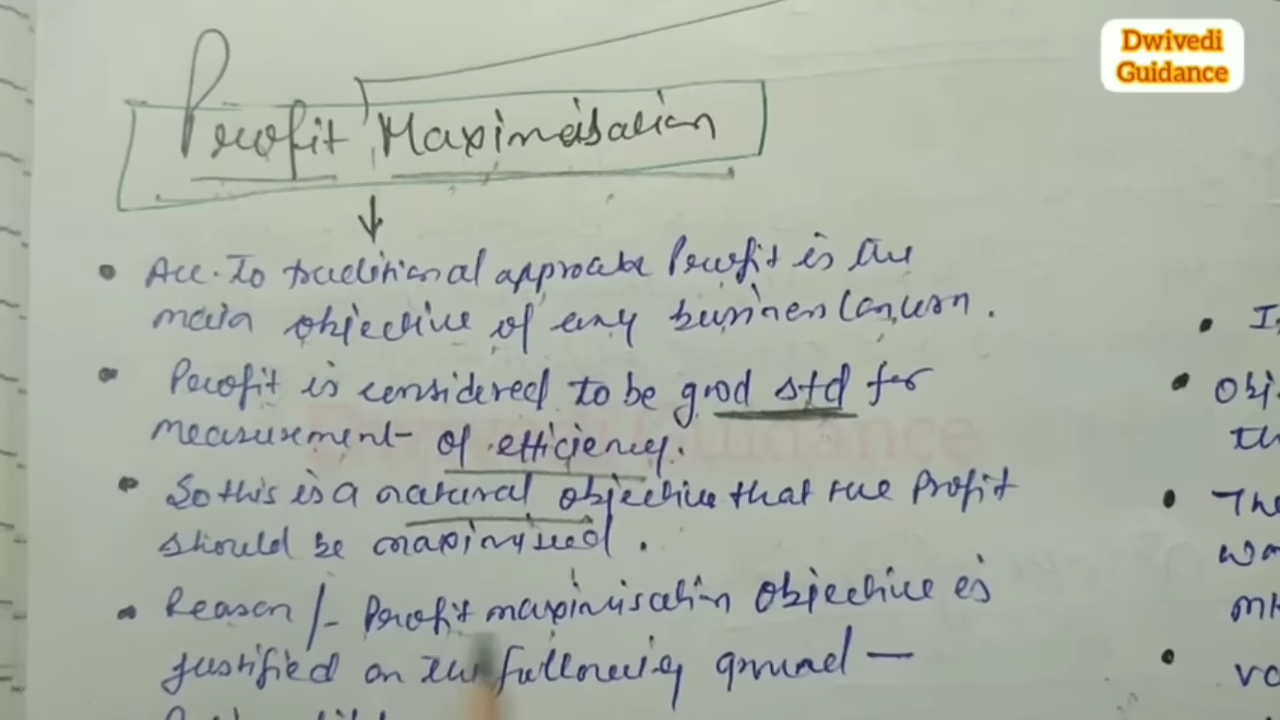 Dwivedi
Guidance
Profit Maximisation
• Acc. To traditional approach Profit is the
main objective of any business concern.
• Profit is considered to be good std for
measurement of efficiency.
• So this is a natural objective that the Profit
should be maximised.
• Reason /- Profit maximisation objective is
justified on the following ground —
• Obj
• The